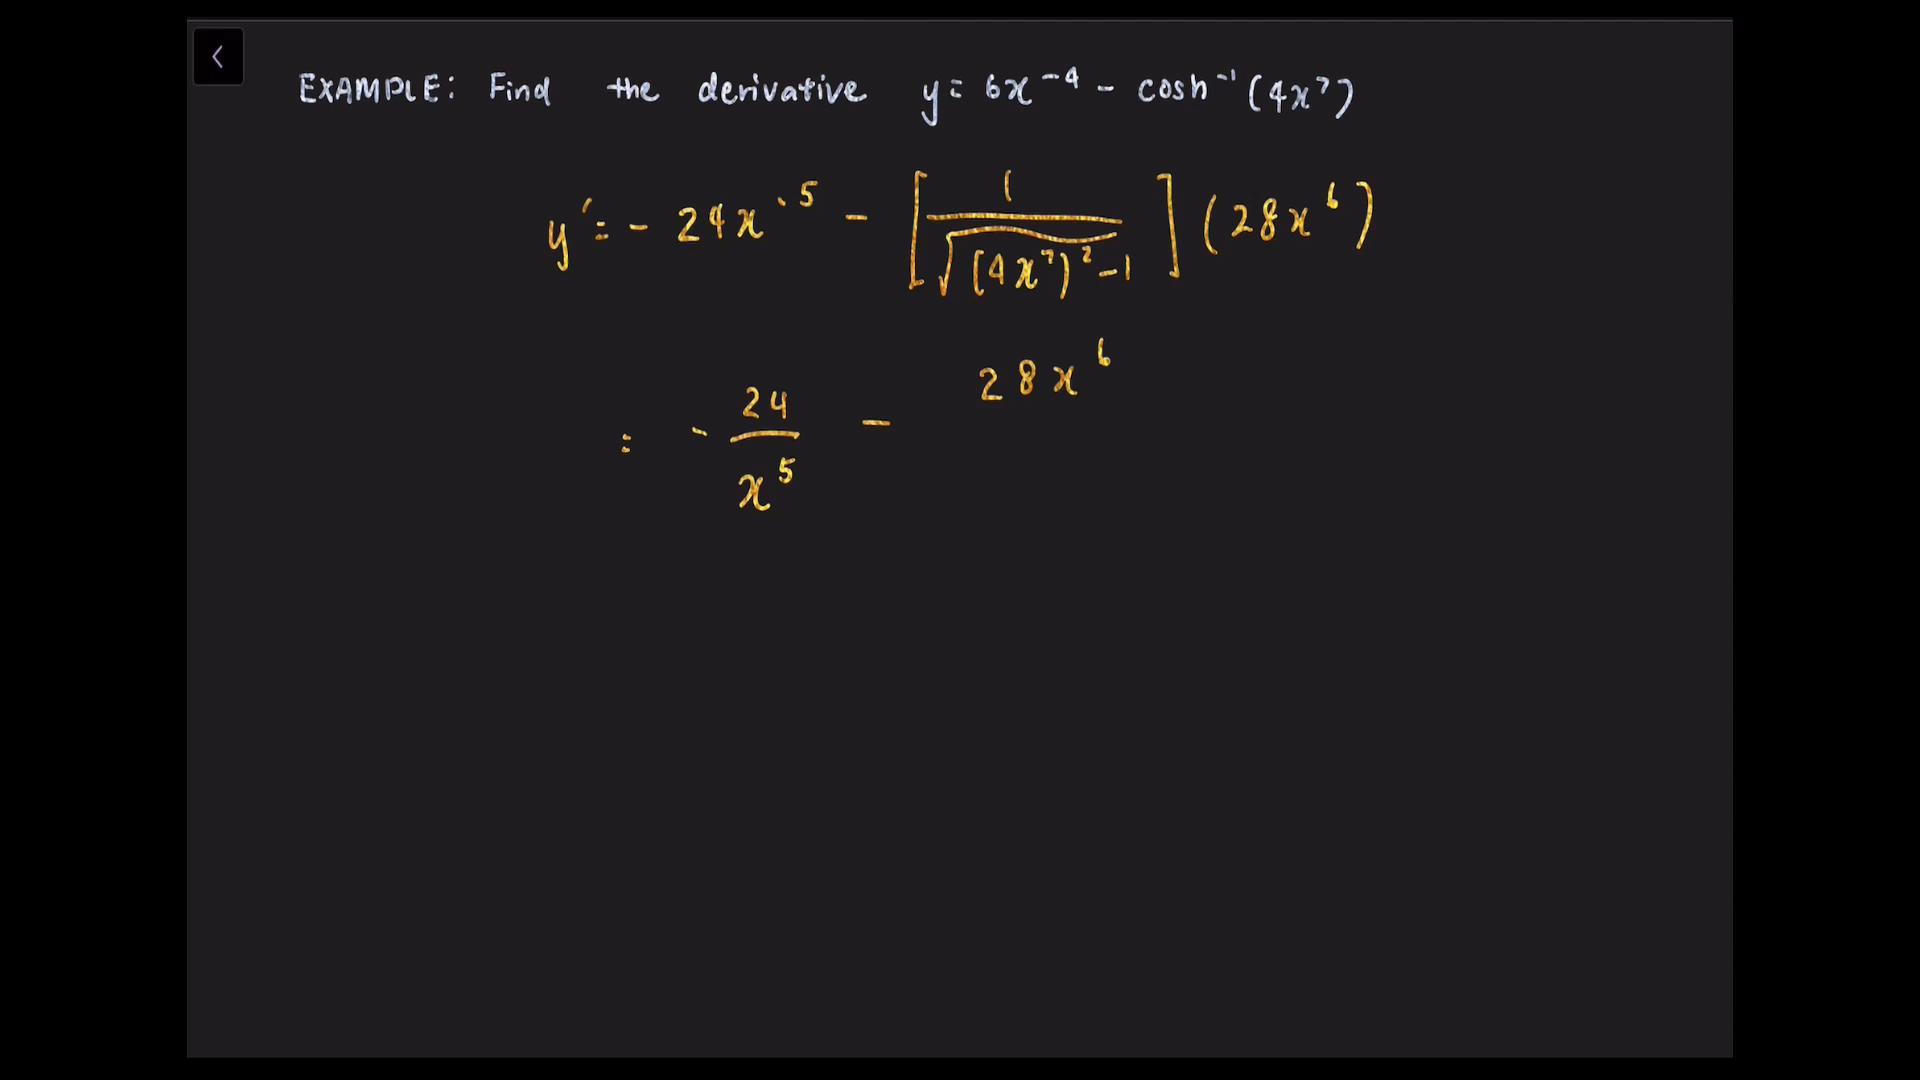 EXAMPLE: Find the derivative y = 6x⁻⁴ - cosh⁻¹(4x⁷)
y' = - 24x⁻⁵ - [1/√((4x⁷)² - 1)] (28x⁶)
= - 24/x⁵ - 28x⁶